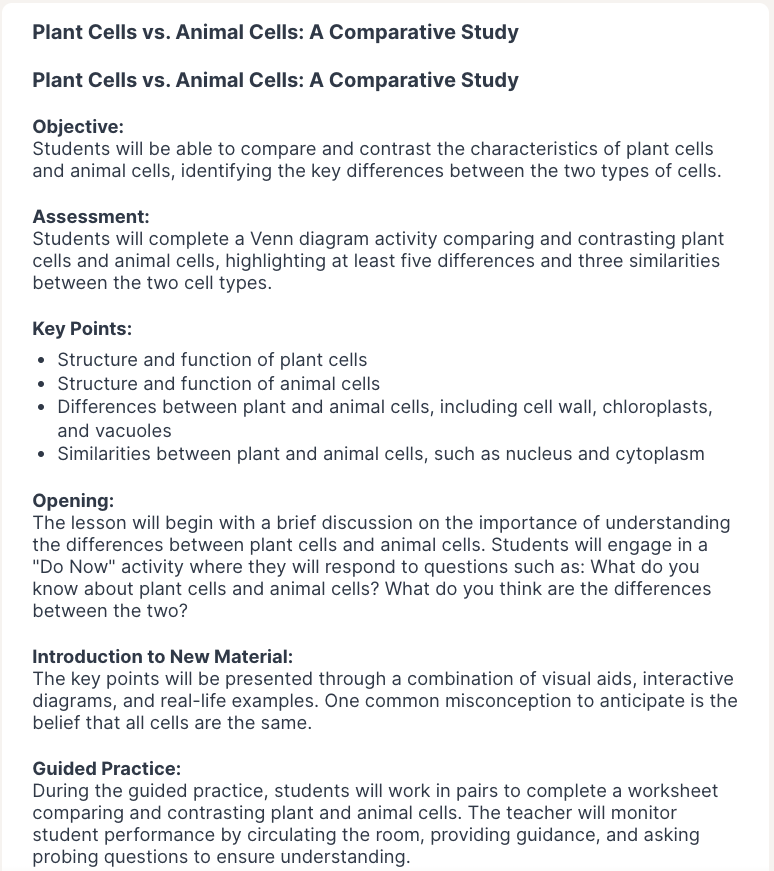 Plant Cells vs. Animal Cells: A Comparative Study
Plant Cells vs. Animal Cells: A Comparative Study
Objective:
Students will be able to compare and contrast the characteristics of plant cells
and animal cells, identifying the key differences between the two types of cells.
Assessment:
Students will complete a Venn diagram activity comparing and contrasting plant
cells and animal cells, highlighting at least five differences and three similarities
between the two cell types.
Key Points:
• Structure and function of plant cells
• Structure and function of animal cells
• Differences between plant and animal cells, including cell wall, chloroplasts,
and vacuoles
• Similarities between plant and animal cells, such as nucleus and cytoplasm
Opening:
The lesson will begin with a brief discussion on the importance of understanding
the differences between plant cells and animal cells. Students will engage in a
"Do Now" activity where they will respond to questions such as: What do you
know about plant cells and animal cells? What do you think are the differences
between the two?
Introduction to New Material:
The key points will be presented through a combination of visual aids, interactive
diagrams, and real-life examples. One common misconception to anticipate is the
belief that all cells are the same.
Guided Practice:
During the guided practice, students will work in pairs to complete a worksheet
comparing and contrasting plant and animal cells. The teacher will monitor
student performance by circulating the room, providing guidance, and asking
probing questions to ensure understanding.